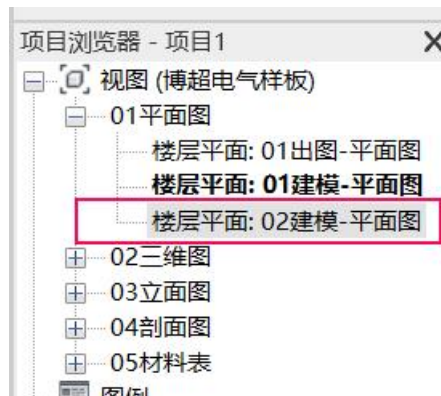 项目浏览器 - 项目1
视图 (博超电气样板)
01平面图
楼层平面: 01出图-平面图
楼层平面: 01建模-平面图
楼层平面: 02建模-平面图
02三维图
03立面图
04剖面图
05材料表
图例